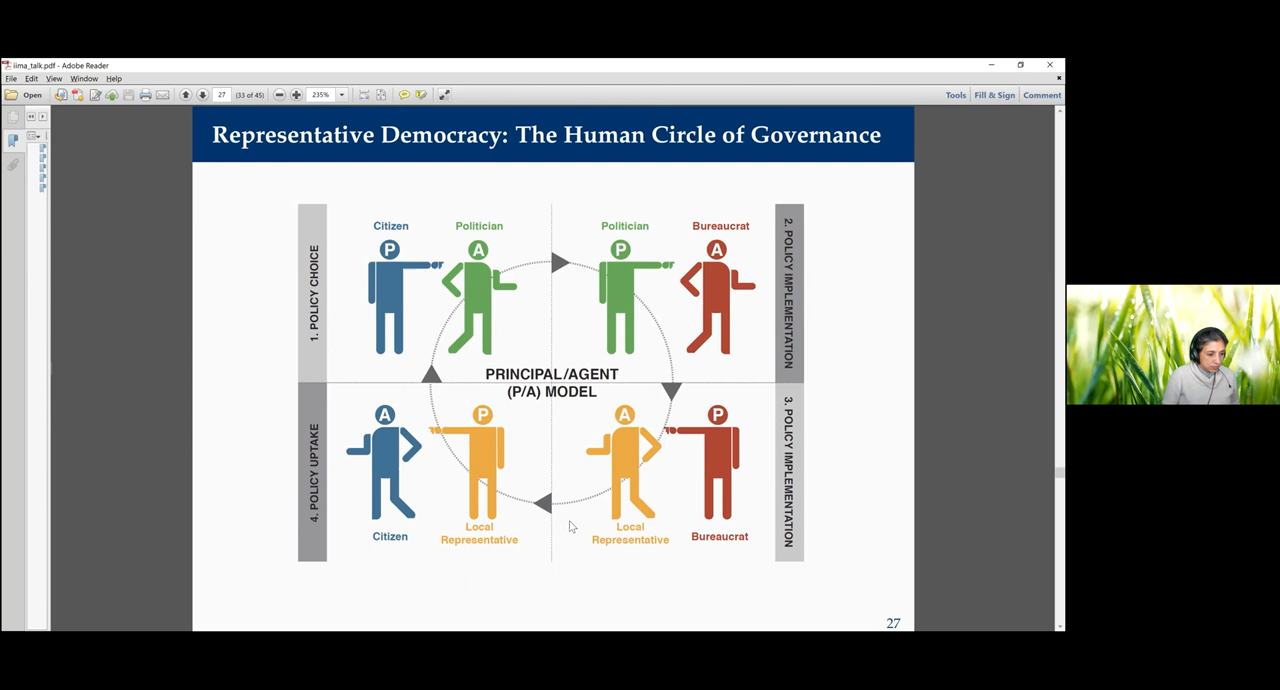 iima_talk.pdf - Adobe Reader
File Edit View Window Help
Open 27 (33 of 45) 235% Tools Fill & Sign Comment
Representative Democracy: The Human Circle of Governance
1. POLICY CHOICE
Citizen Politician Politician Bureaucrat
P A P A
2. POLICY IMPLEMENTATION
PRINCIPAL/AGENT
(P/A) MODEL
4. POLICY UPTAKE
A P A P
3. POLICY IMPLEMENTATION
Citizen Local Representative Local Representative Bureaucrat
27